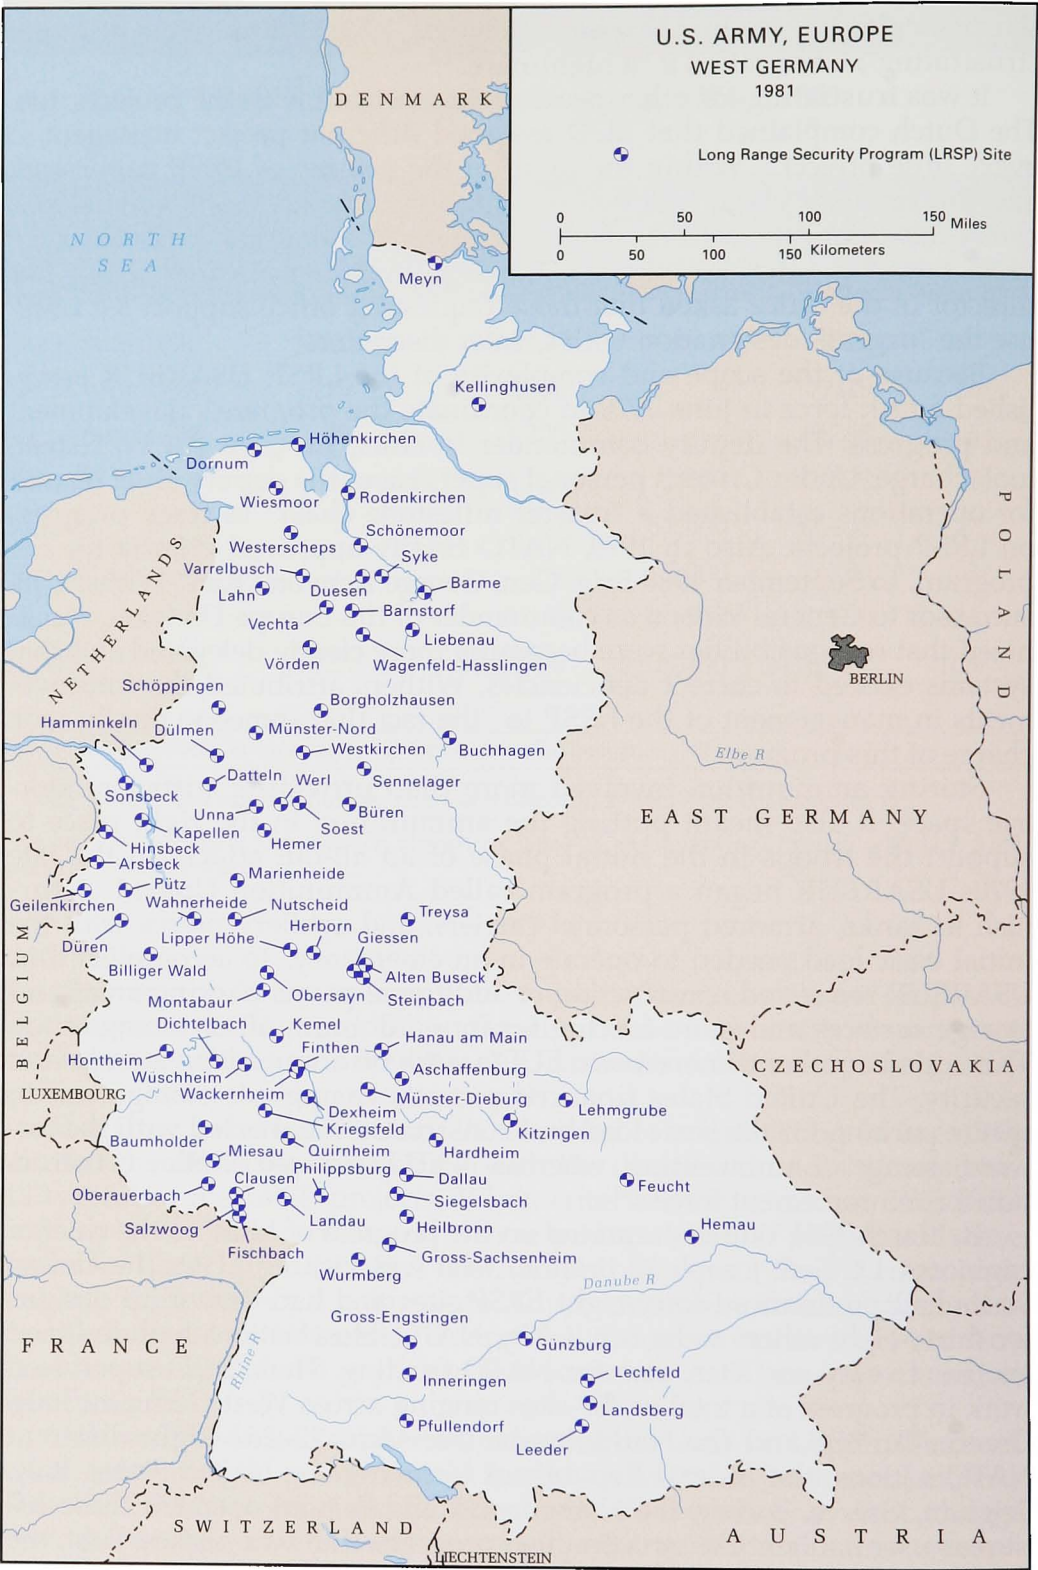 U.S. ARMY, EUROPE
WEST GERMANY
1981
Long Range Security Program (LRSP) Site
0 50 100 150 Miles
0 50 100 150 Kilometers
DENMARK
NORTH
SEA
Meyn
Kellinghusen
Höhenkirchen
Dornum
Wiesmoor
Rodenkirchen
POLAND
Schönemoor
Westerscheps
Syke
Varrelbusch
Duesen
Barme
Lahn
Barnstorf
Vechta
Liebenau
NETHERLANDS
Vörden
Wagenfeld-Hasslingen
BERLIN
Schöppingen
Borgholzhausen
Hamminkeln
Dülmen
Münster-Nord
Westkirchen
Buchhagen
Elbe R
Datteln
Werl
Sennelager
Sonsbeck
Unna
Büren
EAST GERMANY
Kapellen
Soest
Hinsbeck
Hemer
Arsbeck
Marienheide
Pütz
Geilenkirchen
Wahnerheide
Nutscheid
Treysa
Herborn
Düren
Lipper Höhe
Giessen
BELGIUM
Billiger Wald
Alten Buseck
Montabaur
Obersayn
Steinbach
Dichtelbach
Kemel
Hanau am Main
Hontheim
Finthen
CZECHOSLOVAKIA
Wüschheim
Aschaffenburg
LUXEMBOURG
Wackernheim
Münster-Dieburg
Dexheim
Lehmgrube
Kriegsfeld
Kitzingen
Baumholder
Miesau
Quirnheim
Hardheim
Philippsburg
Clausen
Dallau
Oberauerbach
Feucht
Siegelsbach
Salzwoog
Landau
Heilbronn
Hemau
Fischbach
Gross-Sachsenheim
Wurmberg
Danube R
Gross-Engstingen
FRANCE
Günzburg
Rhine R
Inneringen
Lechfeld
Landsberg
Pfullendorf
Leeder
SWITZERLAND
AUSTRIA
LIECHTENSTEIN